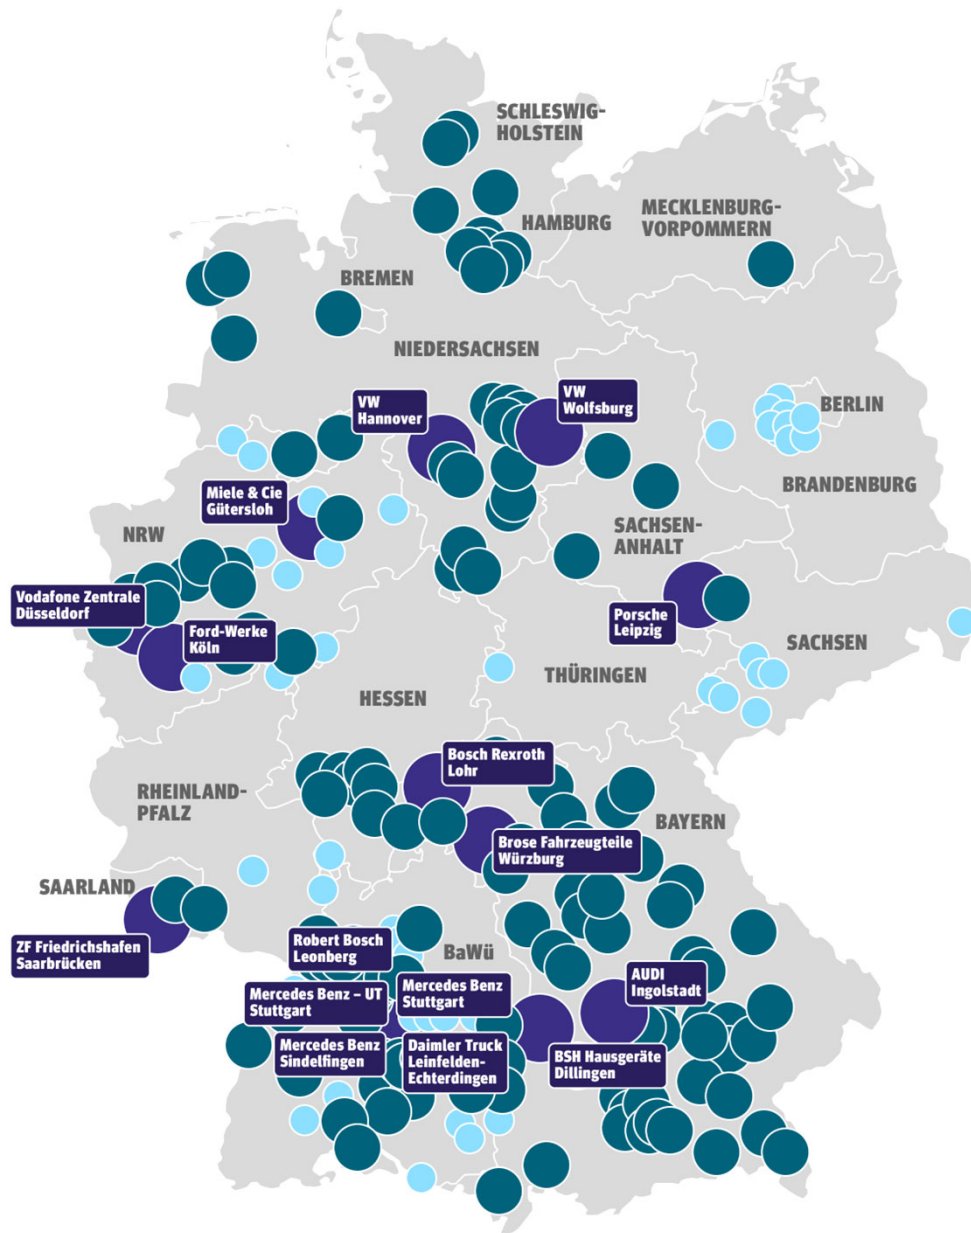 SCHLESWIG-
HOLSTEIN
HAMBURG
MECKLENBURG-
VORPOMMERN
BREMEN
NIEDERSACHSEN
VW
Hannover
VW
Wolfsburg
BERLIN
BRANDENBURG
Miele & Cie
Gütersloh
NRW
SACHSEN-
ANHALT
Vodafone Zentrale
Düsseldorf
Ford-Werke
Köln
Porsche
Leipzig
SACHSEN
THÜRINGEN
HESSEN
Bosch Rexroth
Lohr
RHEINLAND-
PFALZ
BAYERN
Brose Fahrzeugteile
Würzburg
SAARLAND
ZF Friedrichshafen
Saarbrücken
Robert Bosch
Leonberg
BaWü
AUDI
Ingolstadt
Mercedes Benz – UT
Stuttgart
Mercedes Benz
Stuttgart
Mercedes Benz
Sindelfingen
Daimler Truck
Leinfelden-
Echterdingen
BSH Hausgeräte
Dillingen